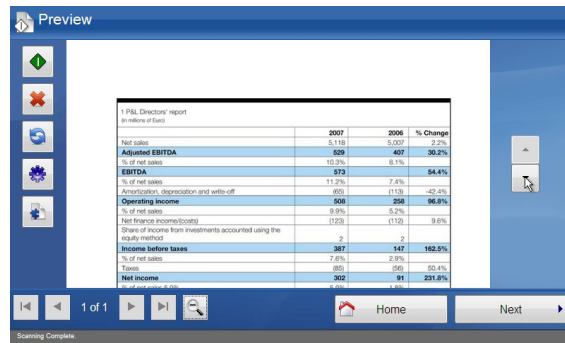 Preview
1 P&L Directors' report
(in millions of Euro)
2007 2006 % Change
Net sales 5,118 5,007 2.2%
Adjusted EBITDA 529 407 30.2%
% of net sales 10.3% 8.1%
EBITDA 573 54.4%
% of net sales 11.2% 7.4%
Amortization, depreciation and write-off (65) (113) -42.4%
Operating income 508 258 96.8%
% of net sales 9.9% 5.2%
Net finance income/(costs) (123) (112) 9.6%
Share of income from investments accounted using the
equity method 2 2
Income before taxes 387 147 162.5%
% of net sales 7.6% 2.9%
Taxes (85) (56) 50.4%
Net income 302 91 231.8%
1 of 1
Home
Next
Scanning Complete.